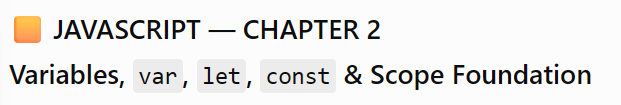 JAVASCRIPT — CHAPTER 2
Variables, var, let, const & Scope Foundation